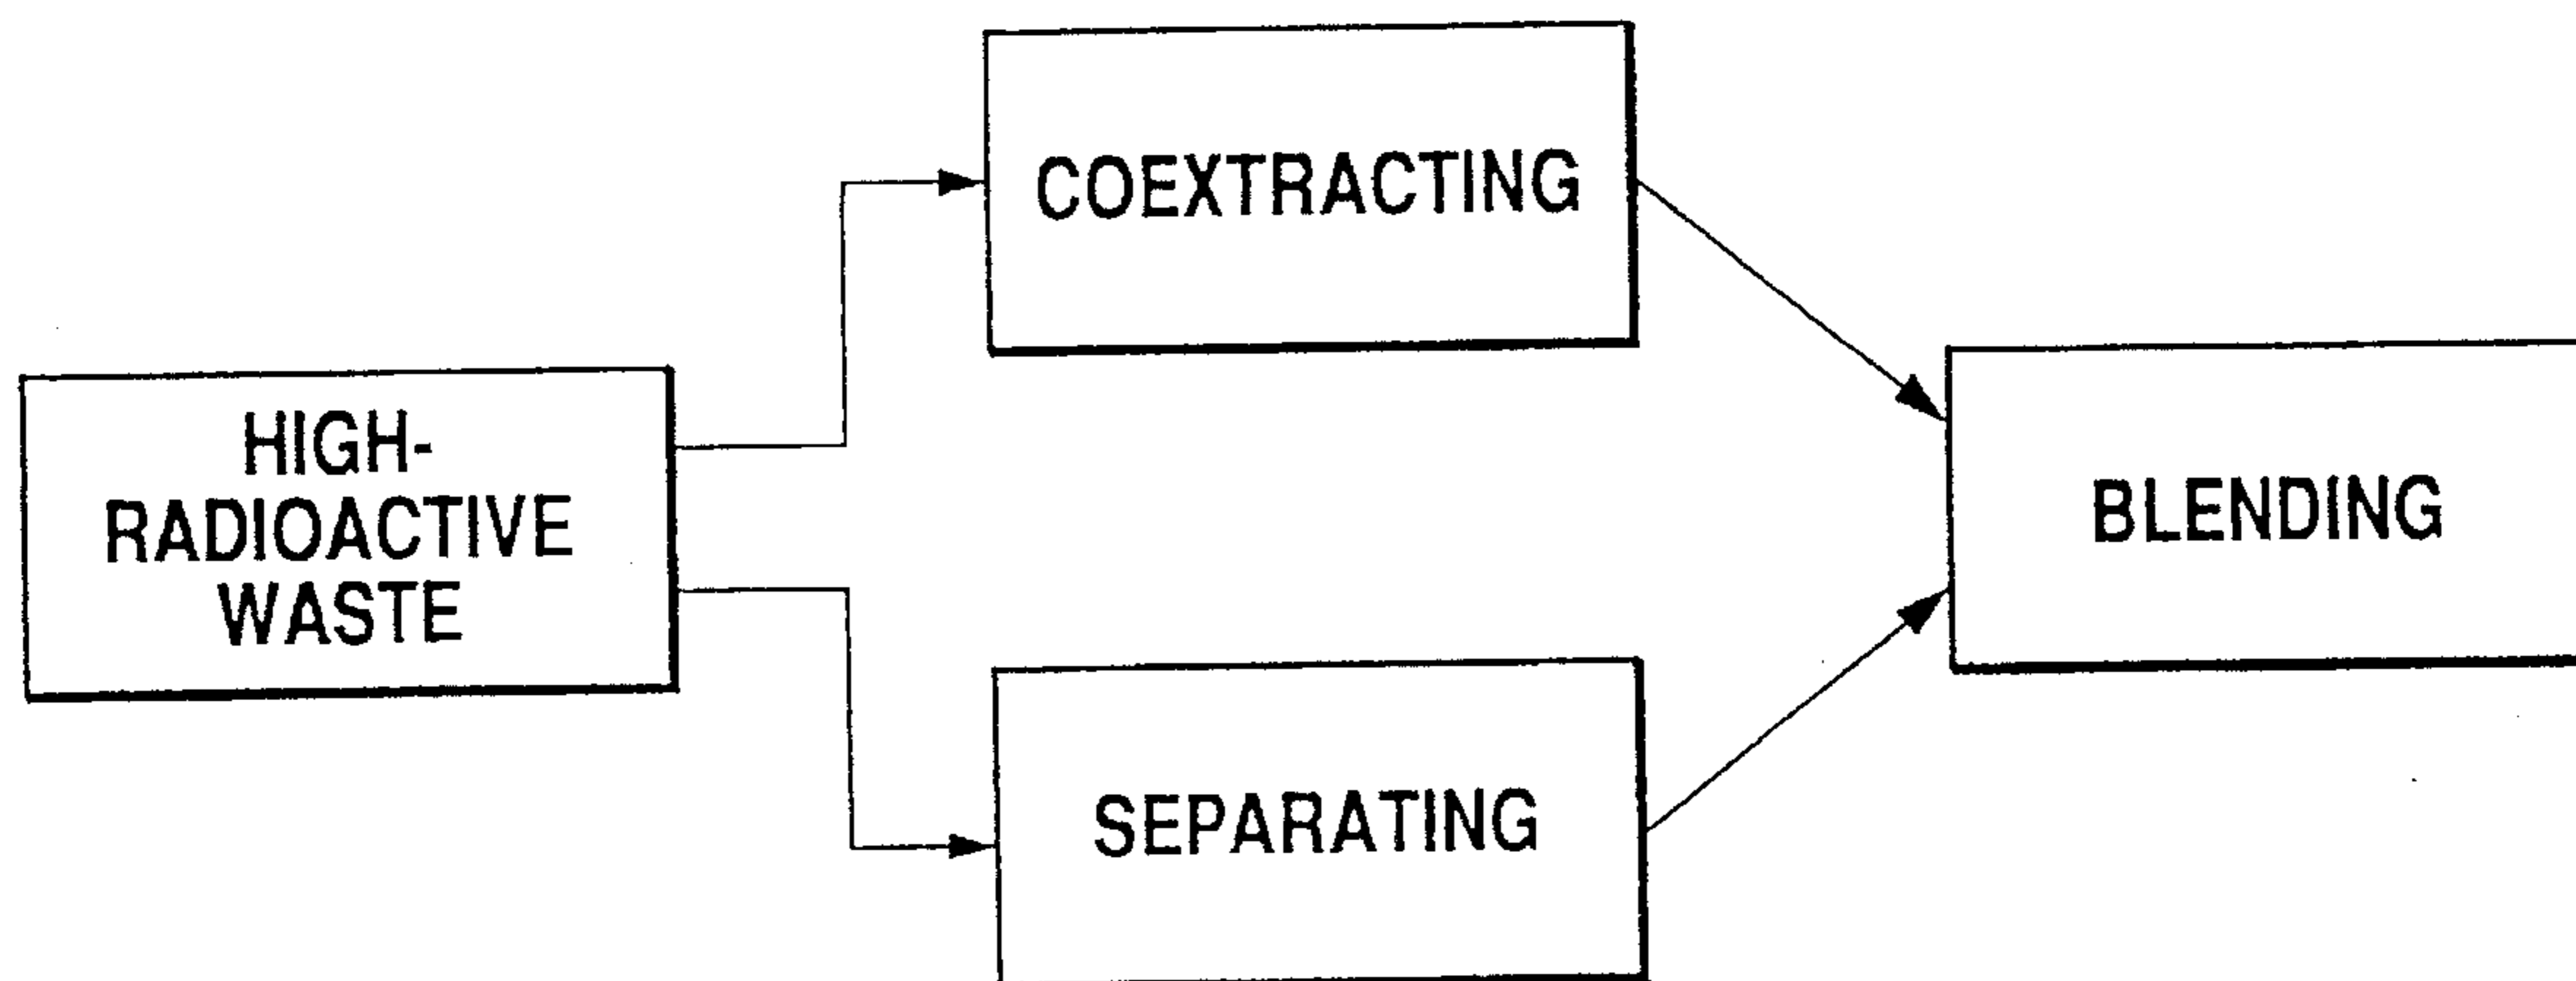 COEXTRACTING
HIGH-
RADIOACTIVE
WASTE
BLENDING
SEPARATING